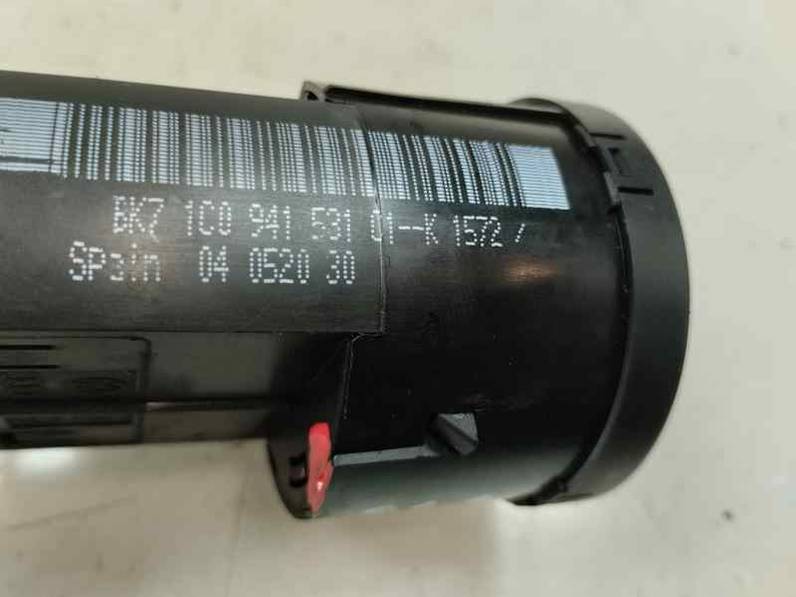 BK7 1C0 941 531 01--K 1572 /
Spain 04 0520 30